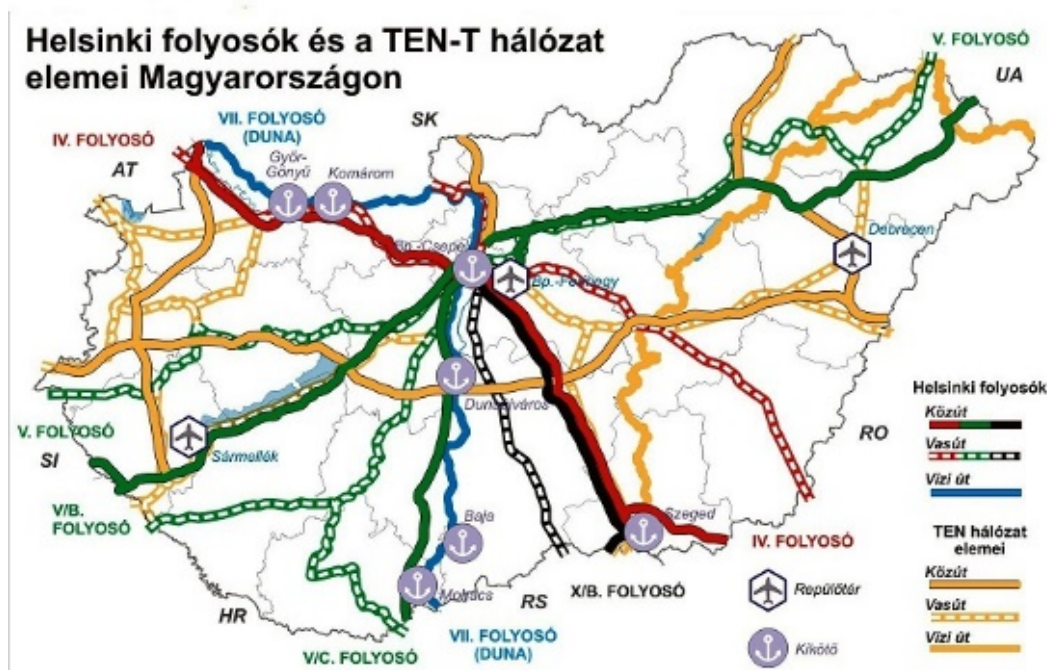 Helsinki folyosók és a TEN-T hálózat
elemei Magyarországon
V. FOLYOSÓ
UA
VII. FOLYOSÓ
(DUNA)
SK
IV. FOLYOSÓ
AT
Győr-
Gönyű
Komárom
Bp.-Csepel
Debrecen
Bp.-Ferihegy
Dunaújváros
Helsinki folyosók
Közút
Vasút
Vízi út
V. FOLYOSÓ
SI
Sármellék
RO
V/B.
FOLYOSÓ
Baja
Szeged
IV. FOLYOSÓ
TEN hálózat
elemei
Közút
Vasút
Vízi út
Mohács
HR
RS
X/B. FOLYOSÓ
Repülőtér
VII. FOLYOSÓ
(DUNA)
V/C. FOLYOSÓ
Kikötő